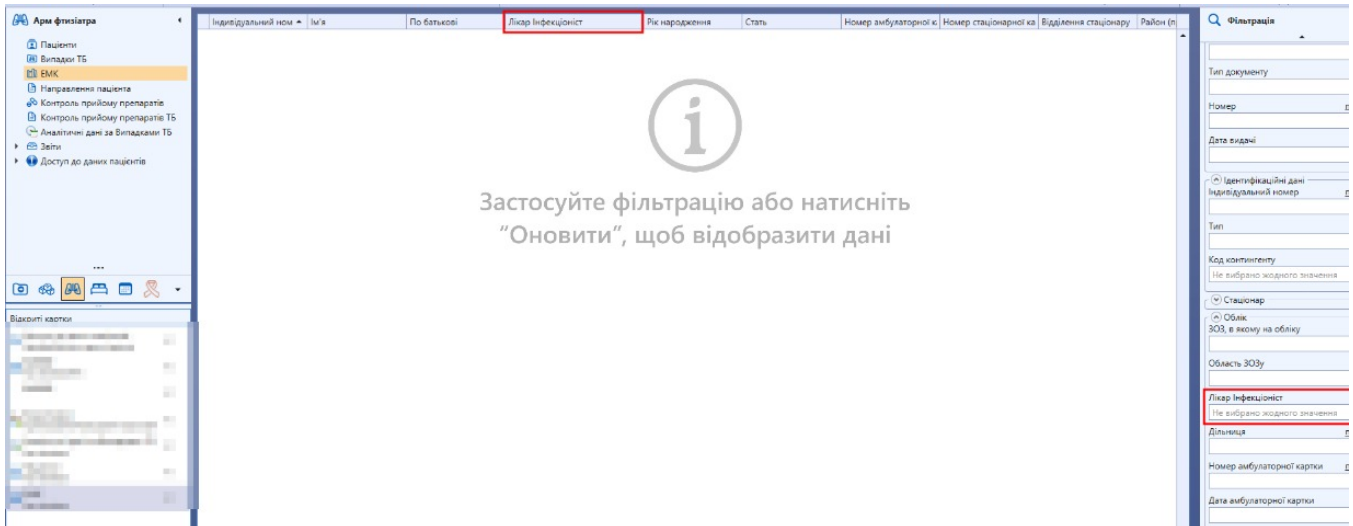 Арм фтизіатра
Пацієнти
Випадки ТБ
ЕМК
Направлення пацієнта
Контроль прийому препаратів
Контроль прийому препаратів ТБ
Аналітичні дані за Випадками ТБ
Звіти
Доступ до даних пацієнтів
Відкриті картки
Індивідуальний ном Ім'я По батькові Лікар Інфекціоніст Рік народження Стать Номер амбулаторної к Номер стаціонарної ка Відділення стаціонару Район (п
Застосуйте фільтрацію або натисніть
"Оновити", щоб відобразити дані
Фільтрація
Тип документу
Номер
Дата видачі
Ідентифікаційні дані
Індивідуальний номер
Тип
Код контингенту
Не вибрано жодного значення
Стаціонар
Облік
ЗОЗ, в якому на обліку
Область ЗОЗу
Лікар Інфекціоніст
Не вибрано жодного значення
Дільниця
Номер амбулаторної картки
Дата амбулаторної картки